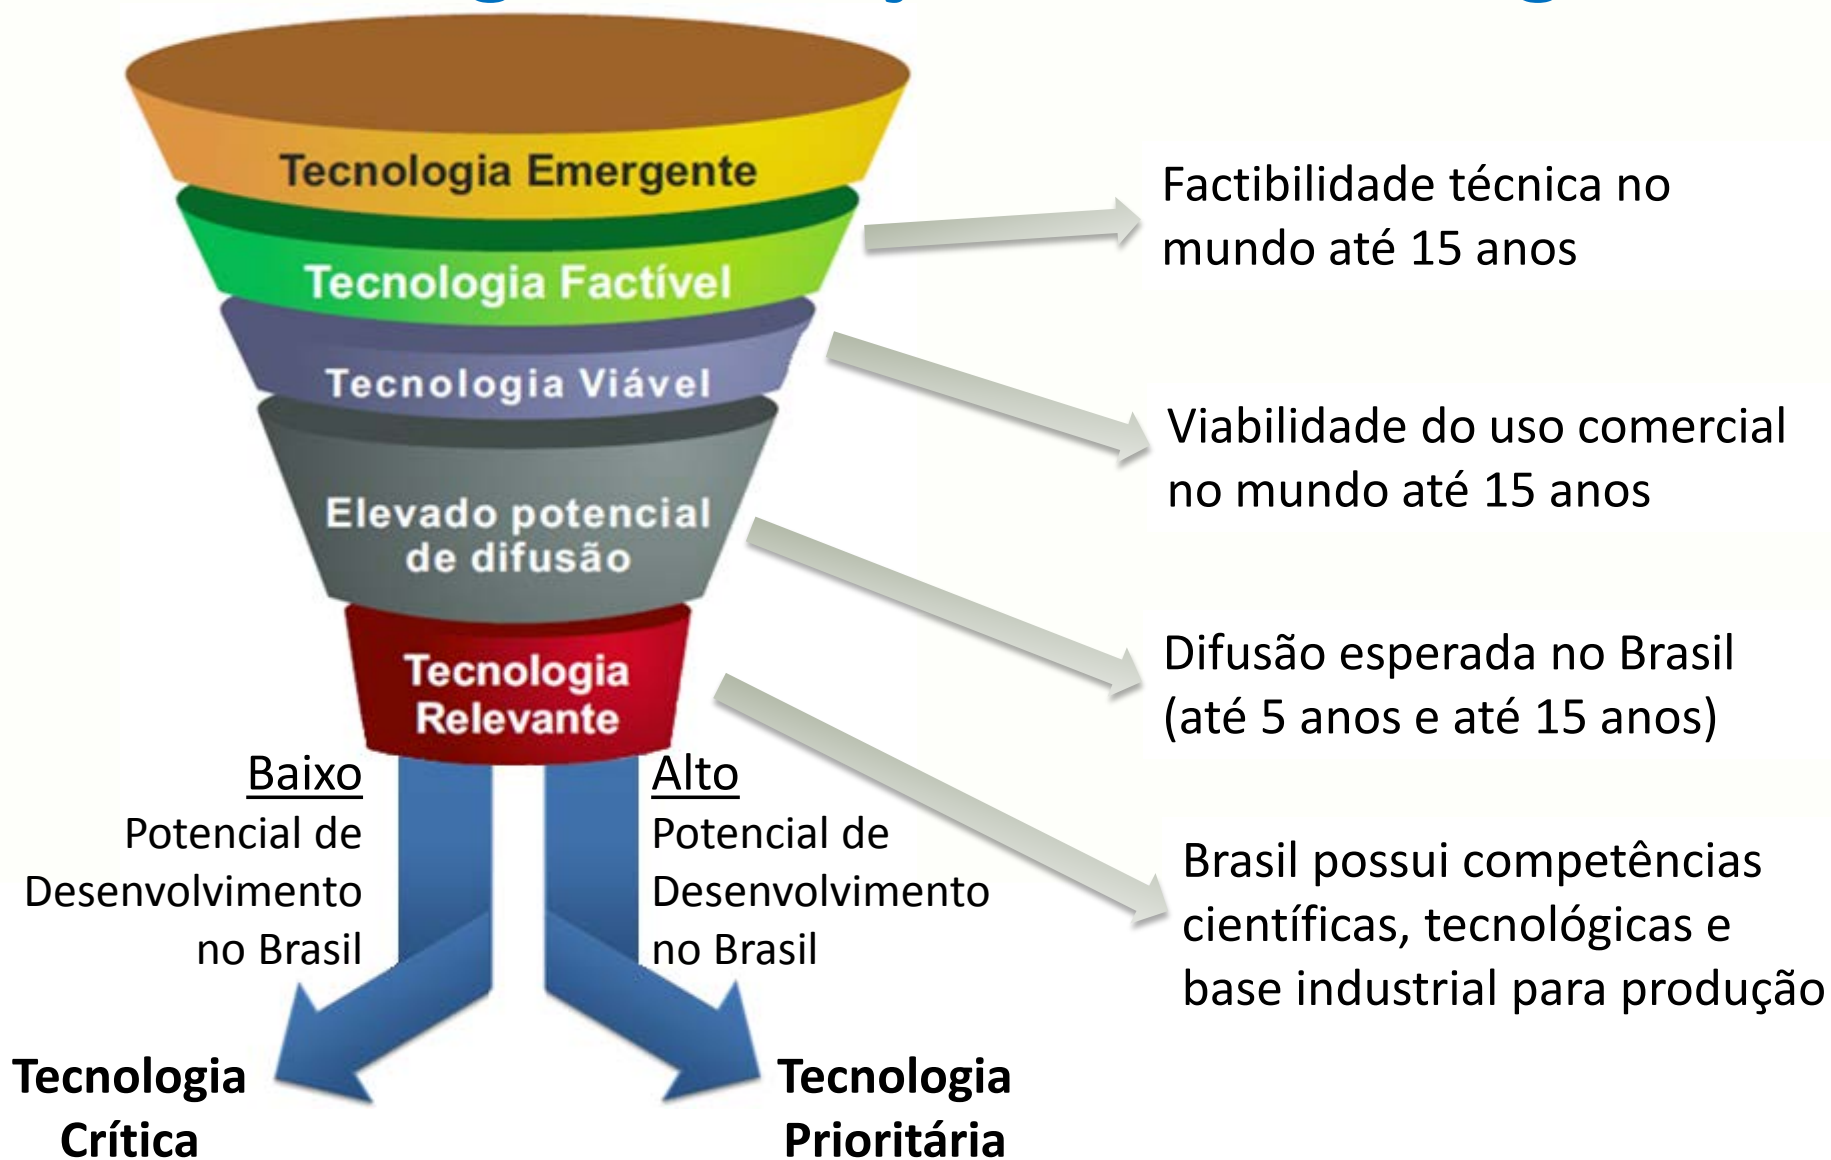 Tecnologia Emergente
Tecnologia Factível
Tecnologia Viável
Elevado potencial
de difusão
Tecnologia
Relevante
Factibilidade técnica no
mundo até 15 anos
Viabilidade do uso comercial
no mundo até 15 anos
Difusão esperada no Brasil
(até 5 anos e até 15 anos)
Brasil possui competências
científicas, tecnológicas e
base industrial para produção
Baixo
Potencial de
Desenvolvimento
no Brasil
Alto
Potencial de
Desenvolvimento
no Brasil
Tecnologia
Crítica
Tecnologia
Prioritária